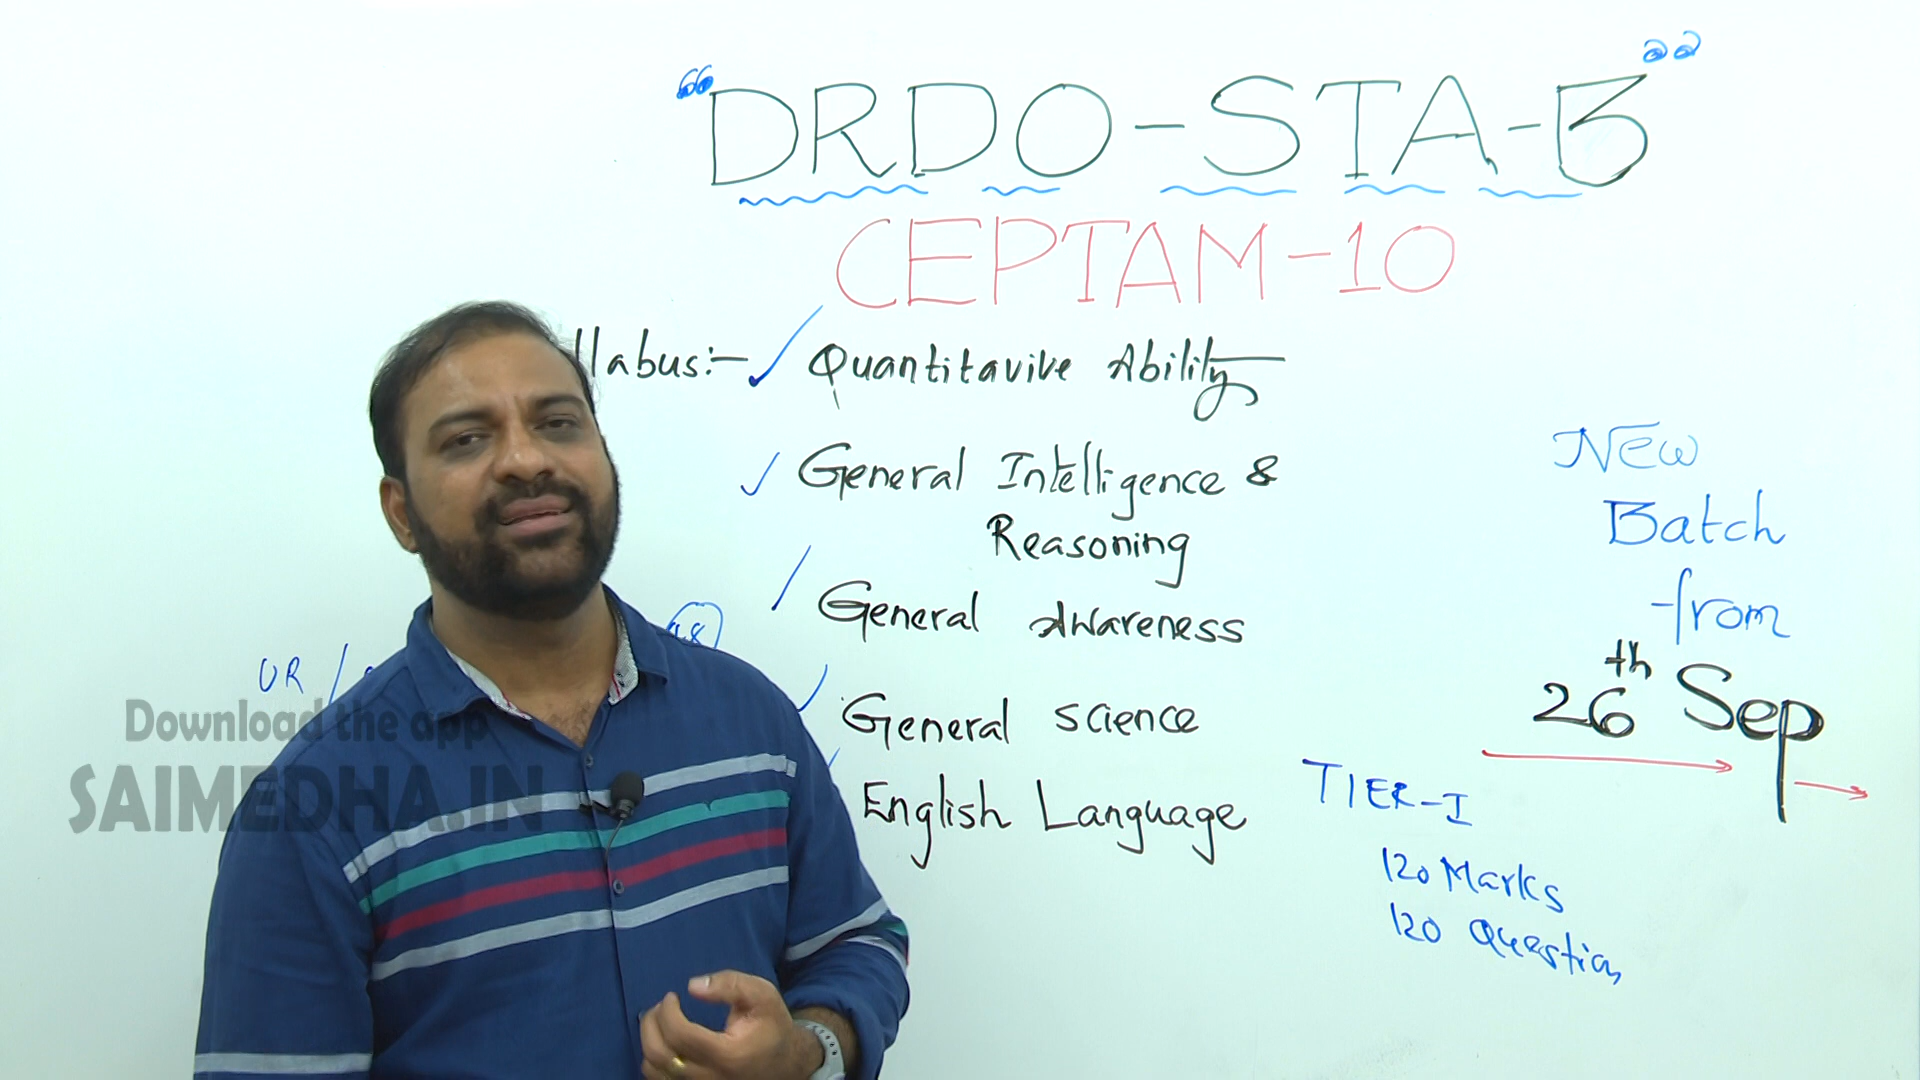 "DRDO-STA-B"
CEPTAM-10
llabus:- Quantitavive Ability
General Intelligence &
Reasoning
General Awareness
General science
English Language
UR /
New
Batch
from
26th Sep
TIER-I
120 Marks
120 Question
Download the app
SAIMEDHA.IN